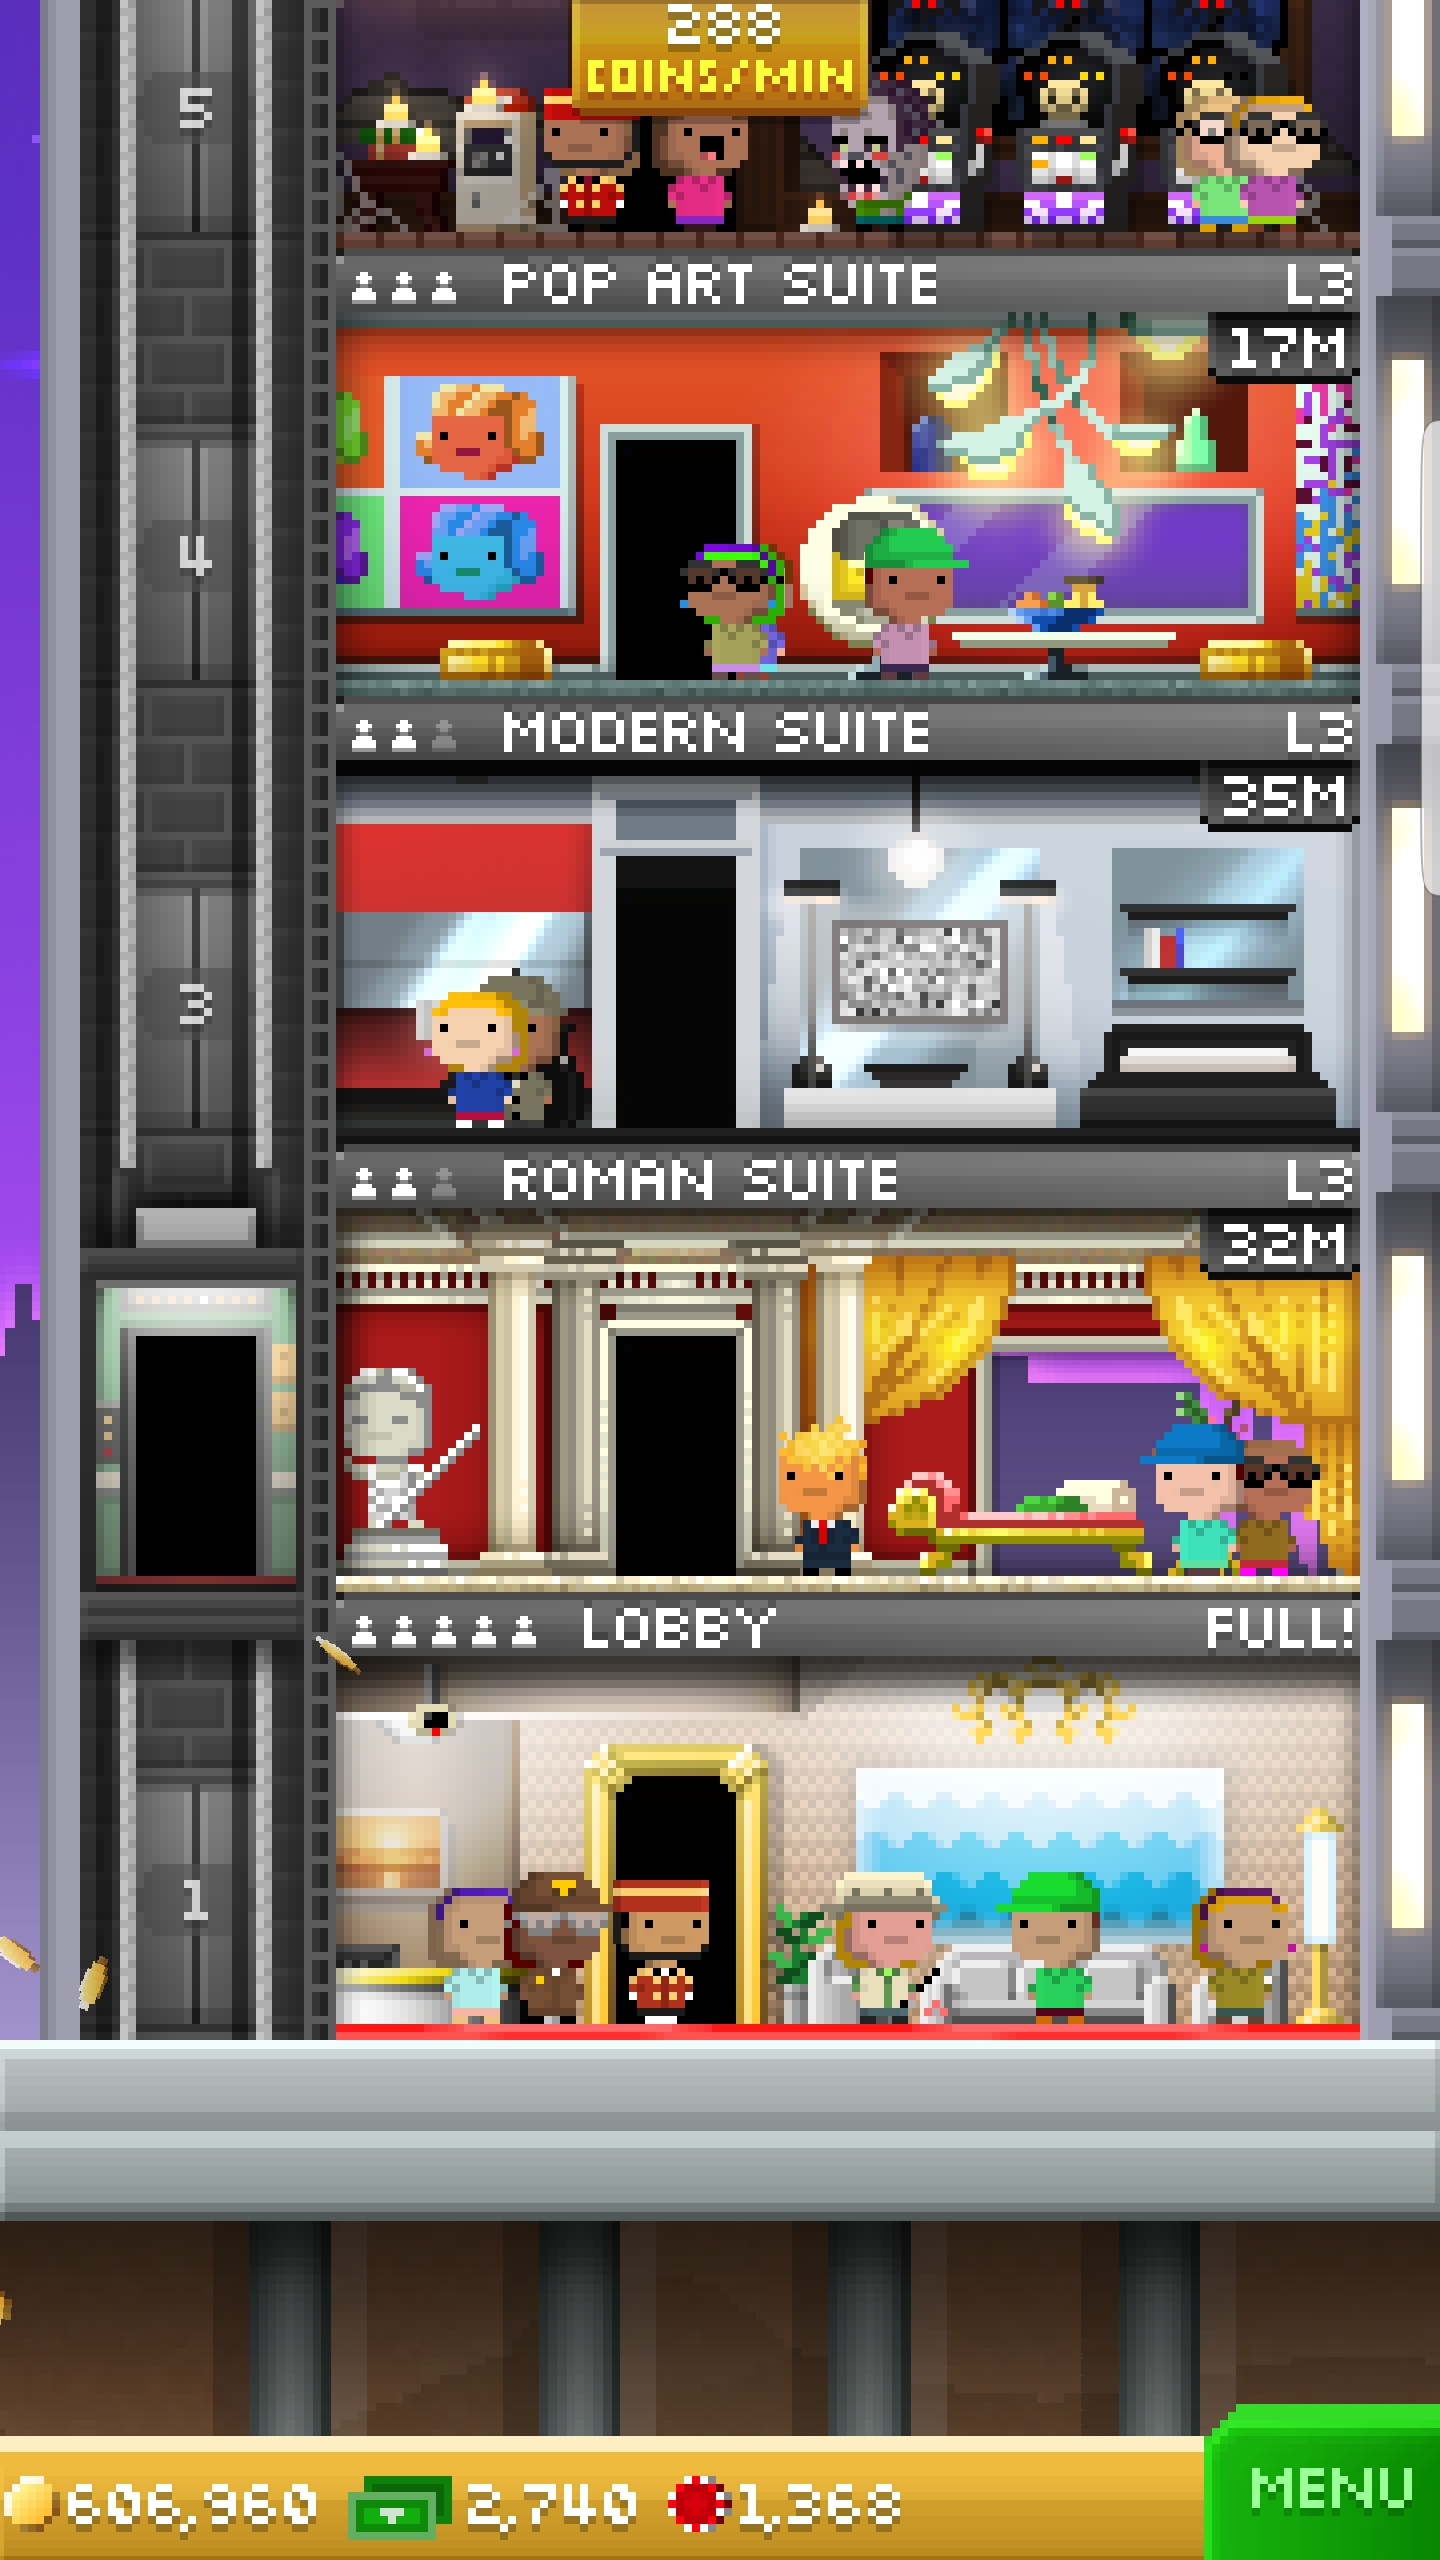 288
COINS/MIN
5
POP ART SUITE L3
17M
4
MODERN SUITE L3
35M
3
ROMAN SUITE L3
32M
LOBBY FULL!
1
606,960 2,740 1,368 MENU